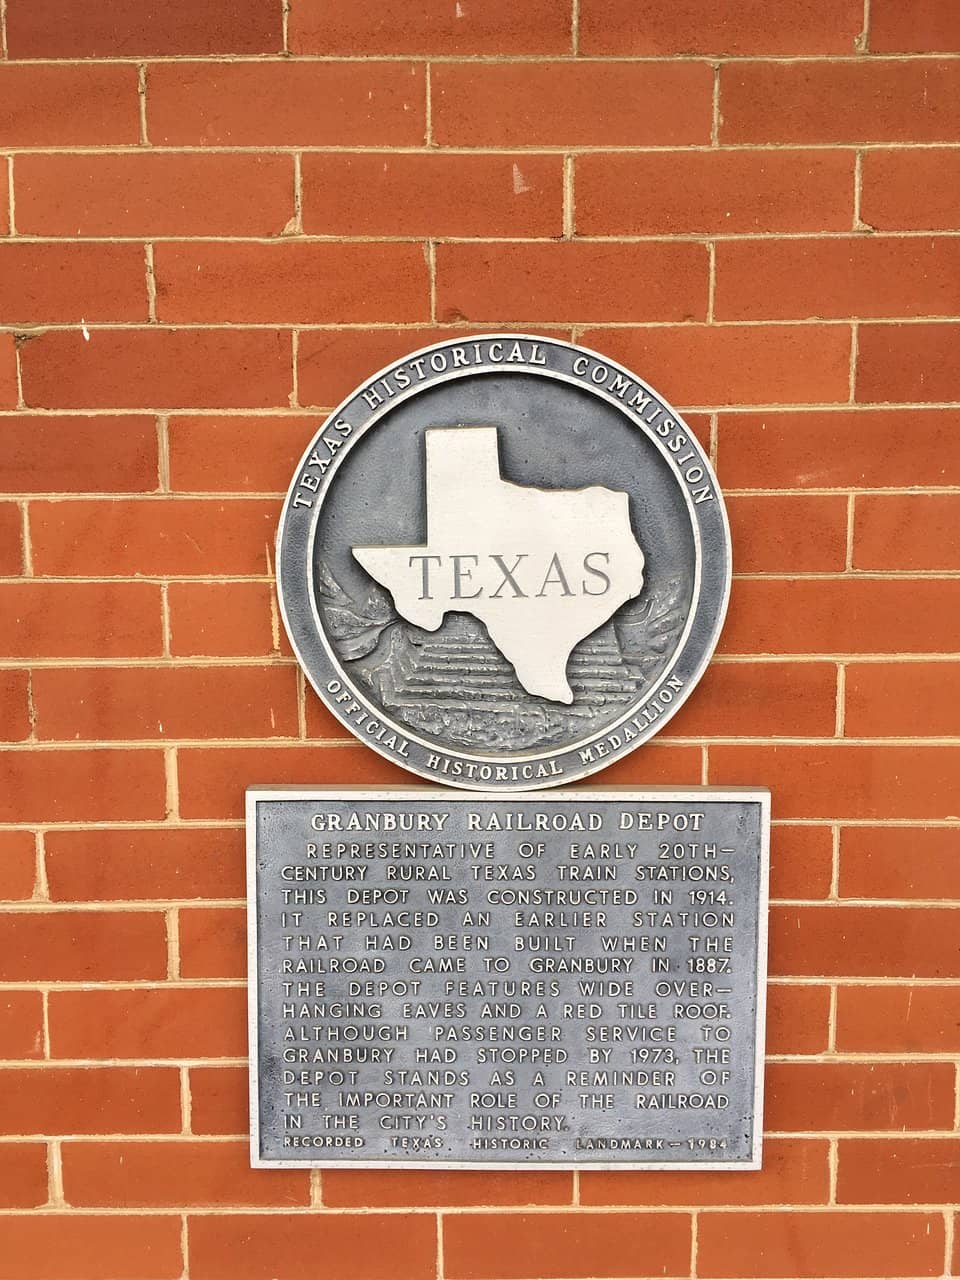 TEXAS HISTORICAL COMMISSION
TEXAS
OFFICIAL HISTORICAL MEDALLION
GRANBURY RAILROAD DEPOT
REPRESENTATIVE OF EARLY 20TH-
CENTURY RURAL TEXAS TRAIN STATIONS,
THIS DEPOT WAS CONSTRUCTED IN 1914.
IT REPLACED AN EARLIER STATION
THAT HAD BEEN BUILT WHEN THE
RAILROAD CAME TO GRANBURY IN 1887.
THE DEPOT FEATURES WIDE OVER-
HANGING EAVES AND A RED TILE ROOF.
ALTHOUGH PASSENGER SERVICE TO
GRANBURY HAD STOPPED BY 1973, THE
DEPOT STANDS AS A REMINDER OF
THE IMPORTANT ROLE OF THE RAILROAD
IN THE CITY'S HISTORY.
RECORDED TEXAS HISTORIC LANDMARK-1984